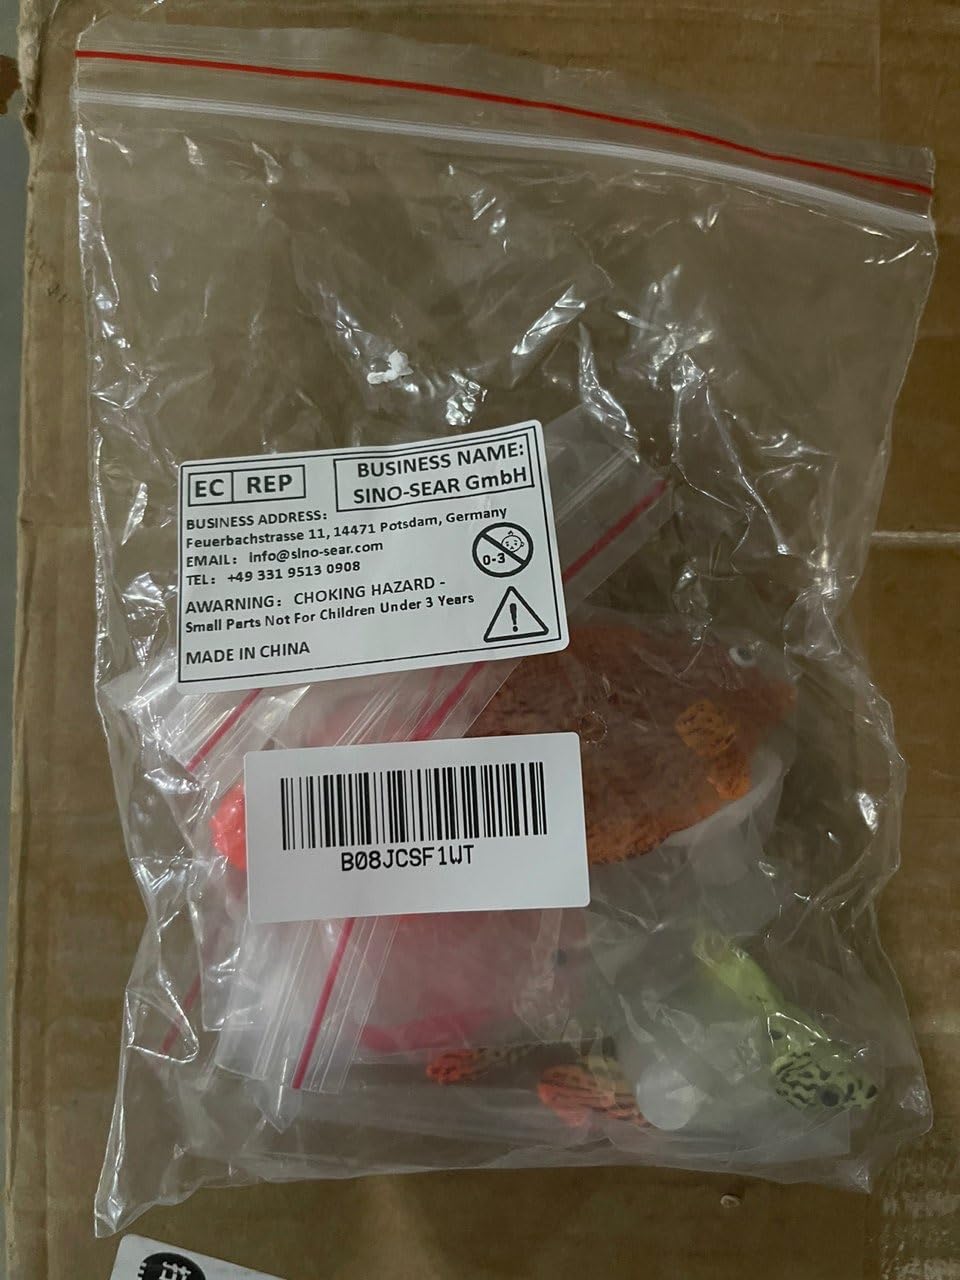 EC REP
BUSINESS NAME:
SINO-SEAR GmbH
BUSINESS ADDRESS:
Feuerbachstrasse 11, 14471 Potsdam, Germany
EMAIL: info@sino-sear.com
TEL: +49 331 9513 0908
0-3
AWARNING: CHOKING HAZARD -
Small Parts Not For Children Under 3 Years
MADE IN CHINA
B08JCSF1WT